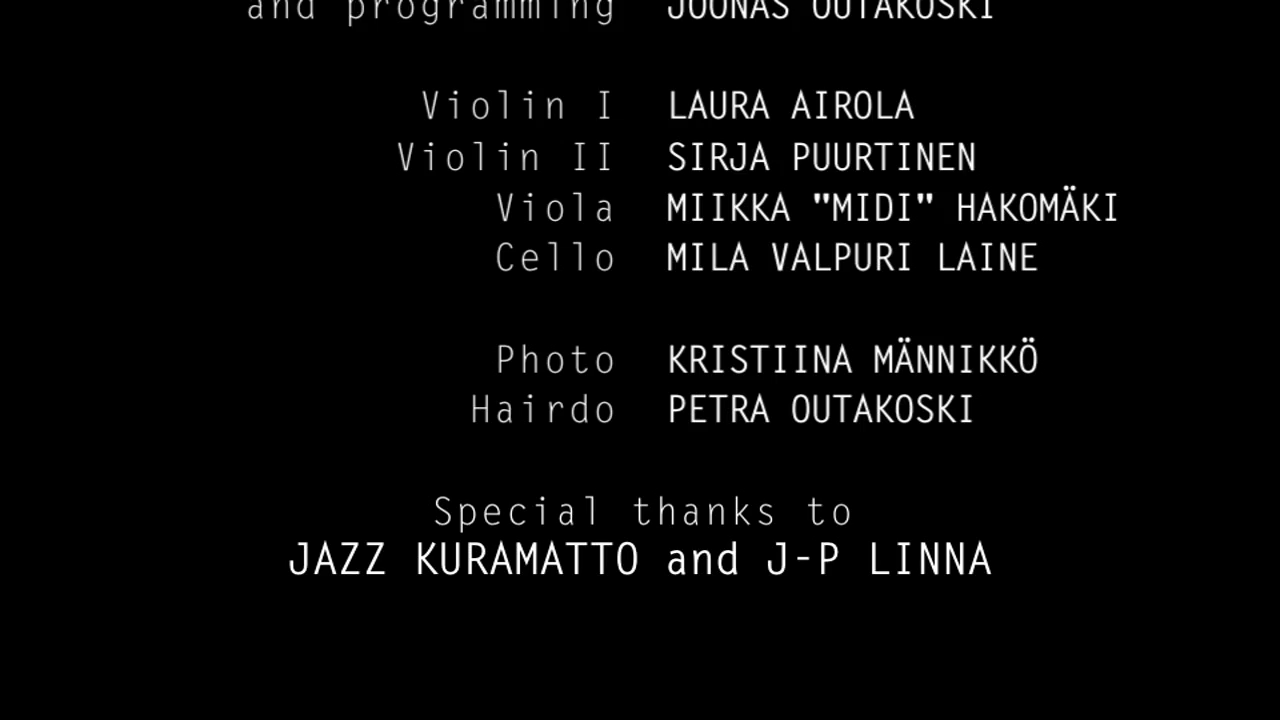 and programming JOONAS OUTAKOSKI
Violin I LAURA AIROLA
Violin II SIRJA PUURTINEN
Viola MIIKKA "MIDI" HAKOMÄKI
Cello MILA VALPURI LAINE
Photo KRISTIINA MÄNNIKKÖ
Hairdo PETRA OUTAKOSKI
Special thanks to
JAZZ KURAMATTO and J-P LINNA